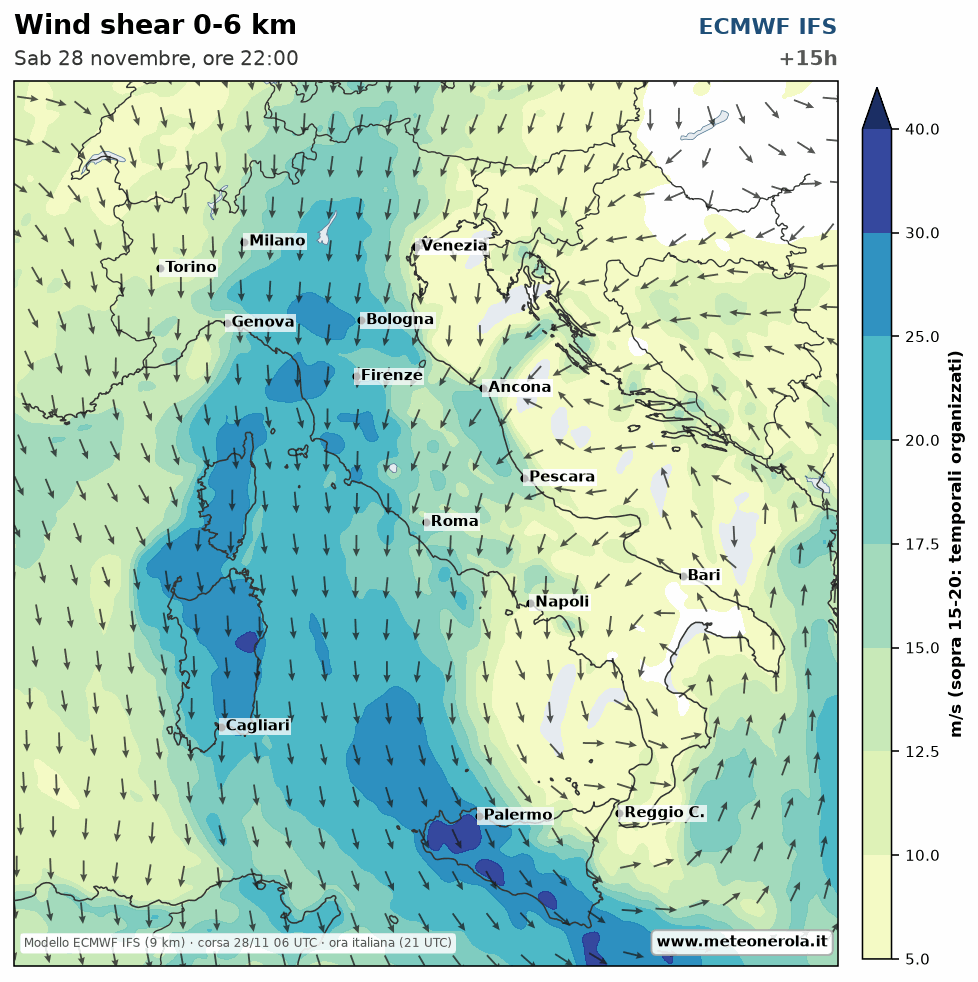 Wind shear 0-6 km
ECMWF IFS
Sab 28 novembre, ore 22:00
+15h
Milano
Venezia
Torino
Genova
Bologna
Firenze
Ancona
Pescara
Roma
Bari
Napoli
Cagliari
Palermo
Reggio C.
40.0
30.0
25.0
20.0
17.5
15.0
12.5
10.0
5.0
m/s (sopra 15-20: temporali organizzati)
Modello ECMWF IFS (9 km) · corsa 28/11 06 UTC · ora italiana (21 UTC)
www.meteonerola.it